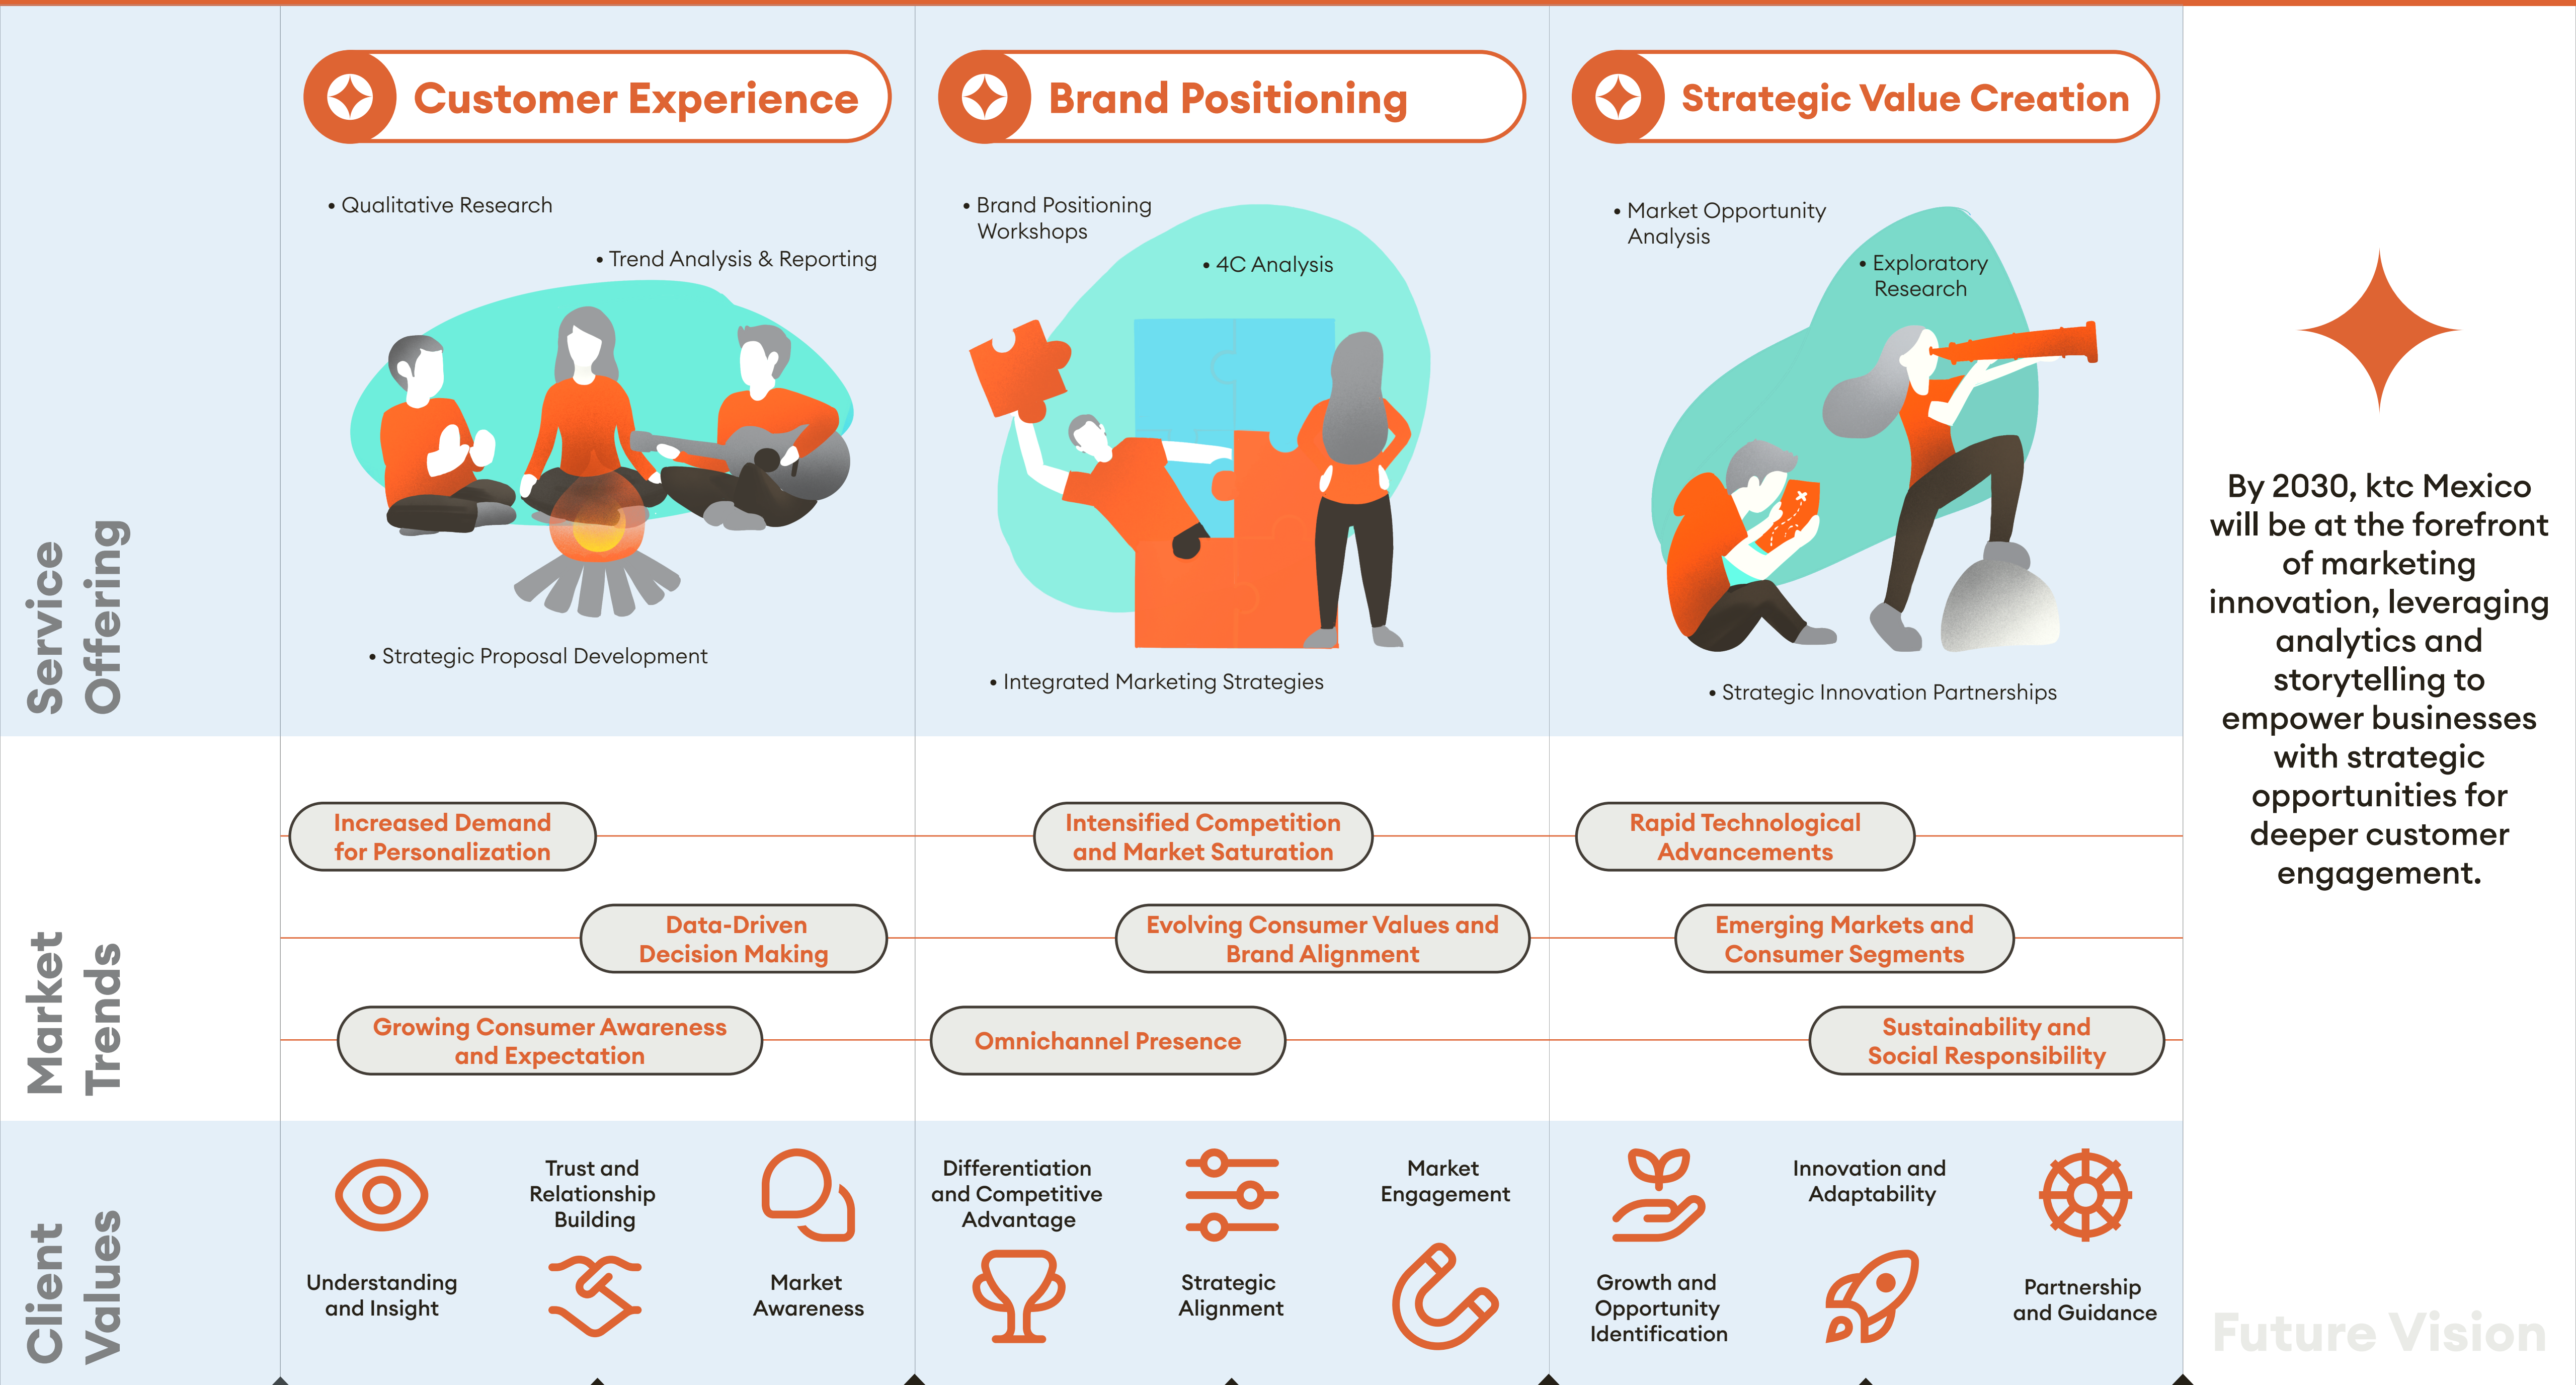 Customer Experience
Brand Positioning
Strategic Value Creation
Service
Offering
• Qualitative Research
• Trend Analysis & Reporting
• Strategic Proposal Development
• Brand Positioning
Workshops
• 4C Analysis
• Integrated Marketing Strategies
• Market Opportunity
Analysis
• Exploratory
Research
• Strategic Innovation Partnerships
Market
Trends
Increased Demand
for Personalization
Intensified Competition
and Market Saturation
Rapid Technological
Advancements
Data-Driven
Decision Making
Evolving Consumer Values and
Brand Alignment
Emerging Markets and
Consumer Segments
Growing Consumer Awareness
and Expectation
Omnichannel Presence
Sustainability and
Social Responsibility
Client
Values
Understanding
and Insight
Trust and
Relationship
Building
Market
Awareness
Differentiation
and Competitive
Advantage
Strategic
Alignment
Market
Engagement
Growth and
Opportunity
Identification
Innovation and
Adaptability
Partnership
and Guidance
By 2030, ktc Mexico
will be at the forefront
of marketing
innovation, leveraging
analytics and
storytelling to
empower businesses
with strategic
opportunities for
deeper customer
engagement.
Future Vision